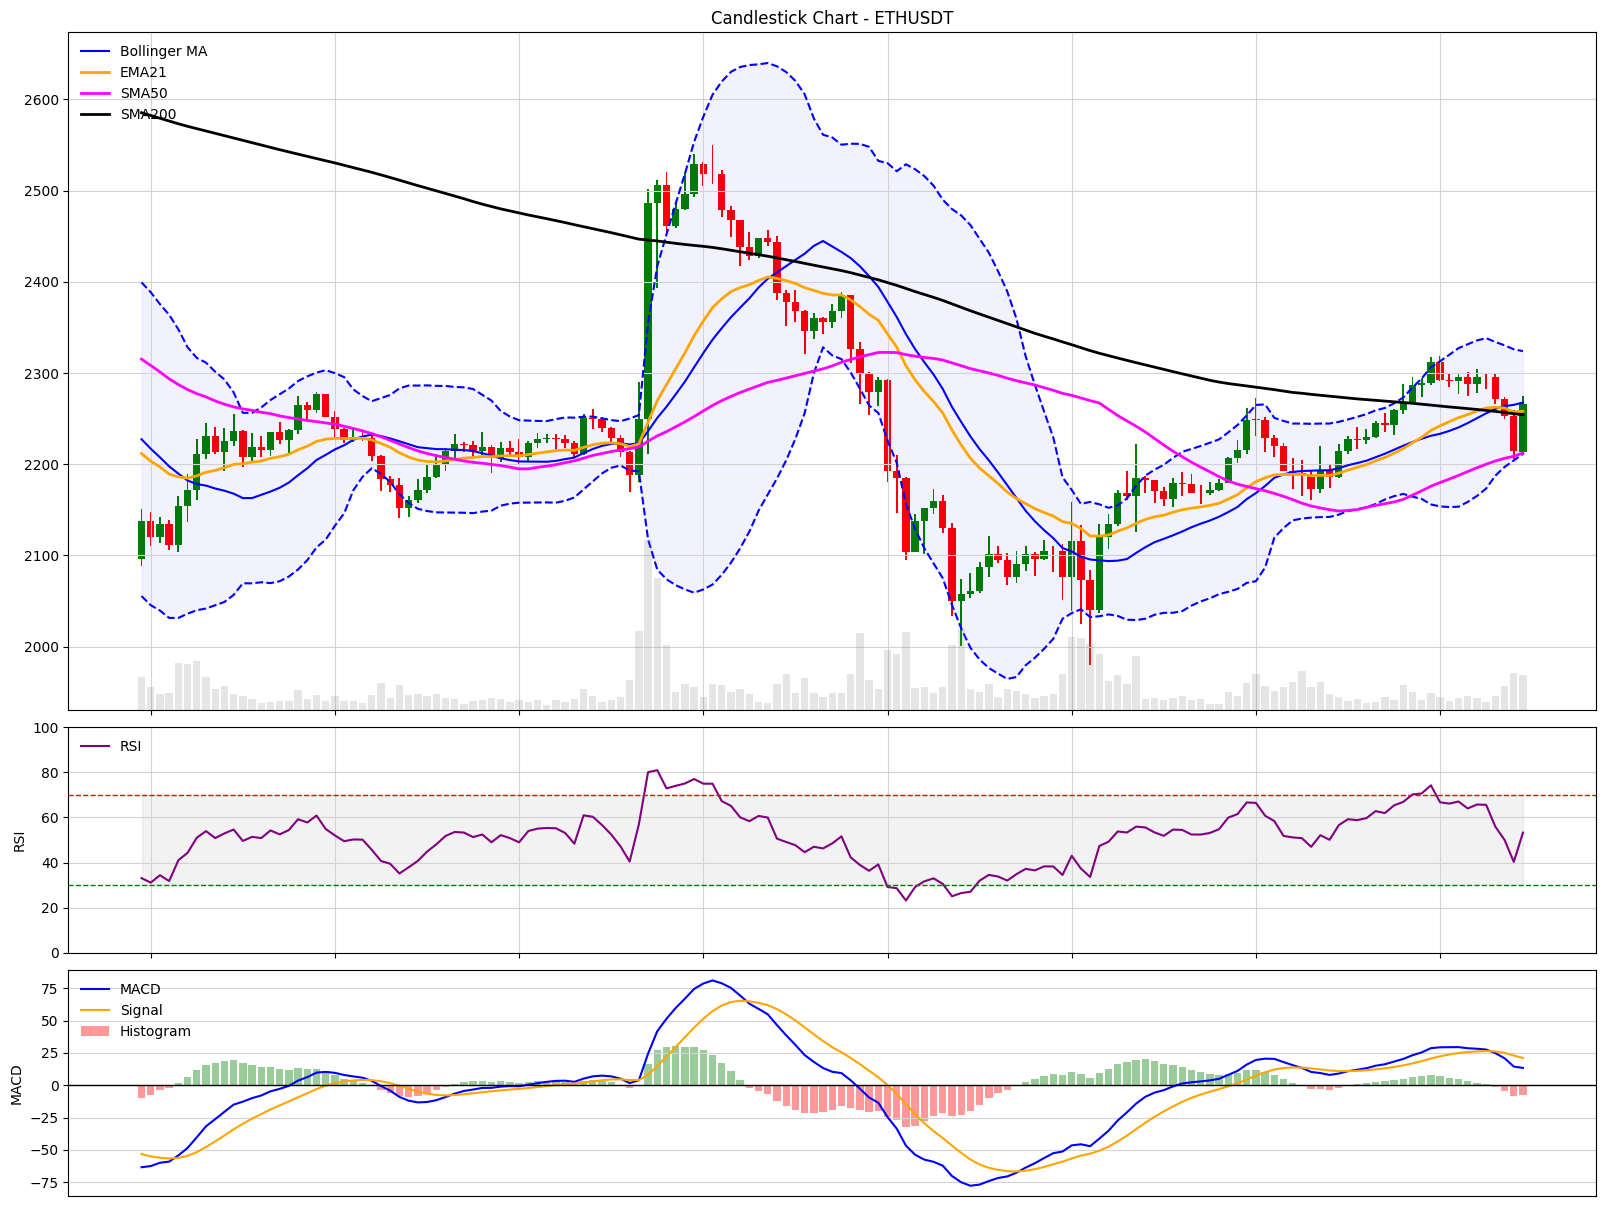 Candlestick Chart - ETHUSDT
Bollinger MA
EMA21
SMA50
SMA200
2600
2500
2400
2300
2200
2100
2000
RSI
100
80
60
40
20
0
RSI
MACD
Signal
Histogram
75
50
25
0
−25
−50
−75
MACD